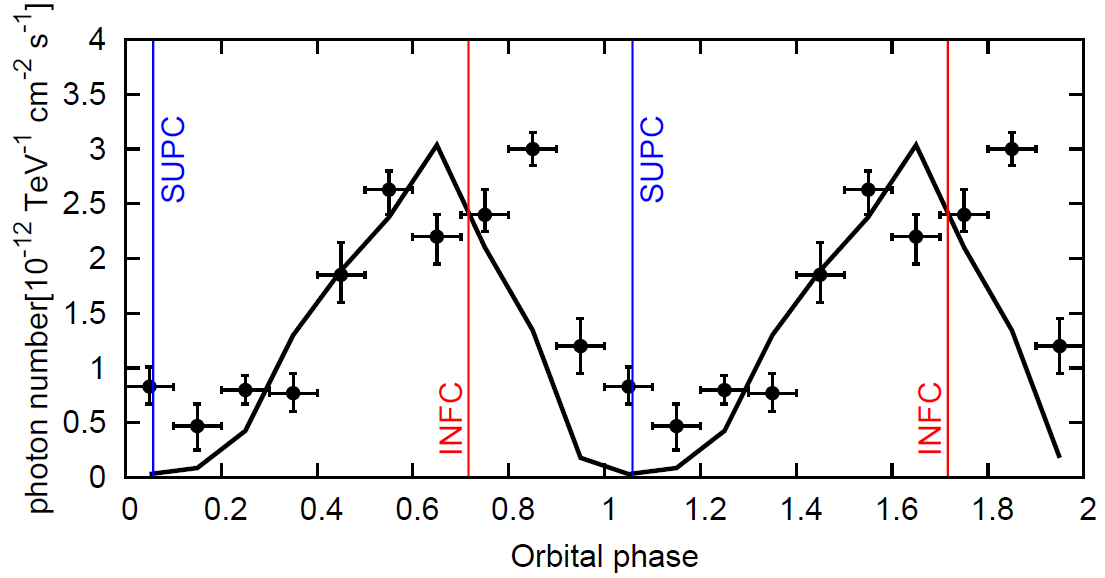 photon number[10-12 TeV-1 cm-2 s-1]
4
3.5
3
2.5
2
1.5
1
0.5
0
SUPC
INFC
SUPC
INFC
0 0.2 0.4 0.6 0.8 1 1.2 1.4 1.6 1.8 2
Orbital phase